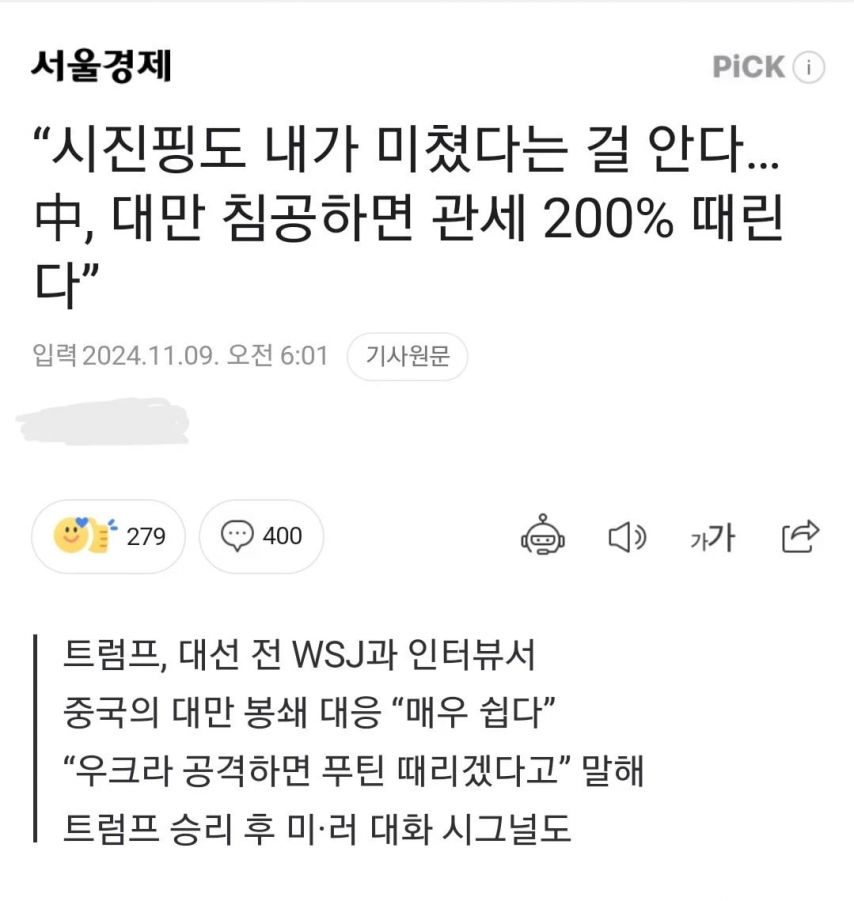 서울경제
PiCK i
“시진핑도 내가 미쳤다는 걸 안다…
中, 대만 침공하면 관세 200% 때린
다”
입력 2024.11.09. 오전 6:01 기사원문
279 400 가가
트럼프, 대선 전 WSJ과 인터뷰서
중국의 대만 봉쇄 대응 “매우 쉽다”
“우크라 공격하면 푸틴 때리겠다고” 말해
트럼프 승리 후 미·러 대화 시그널도